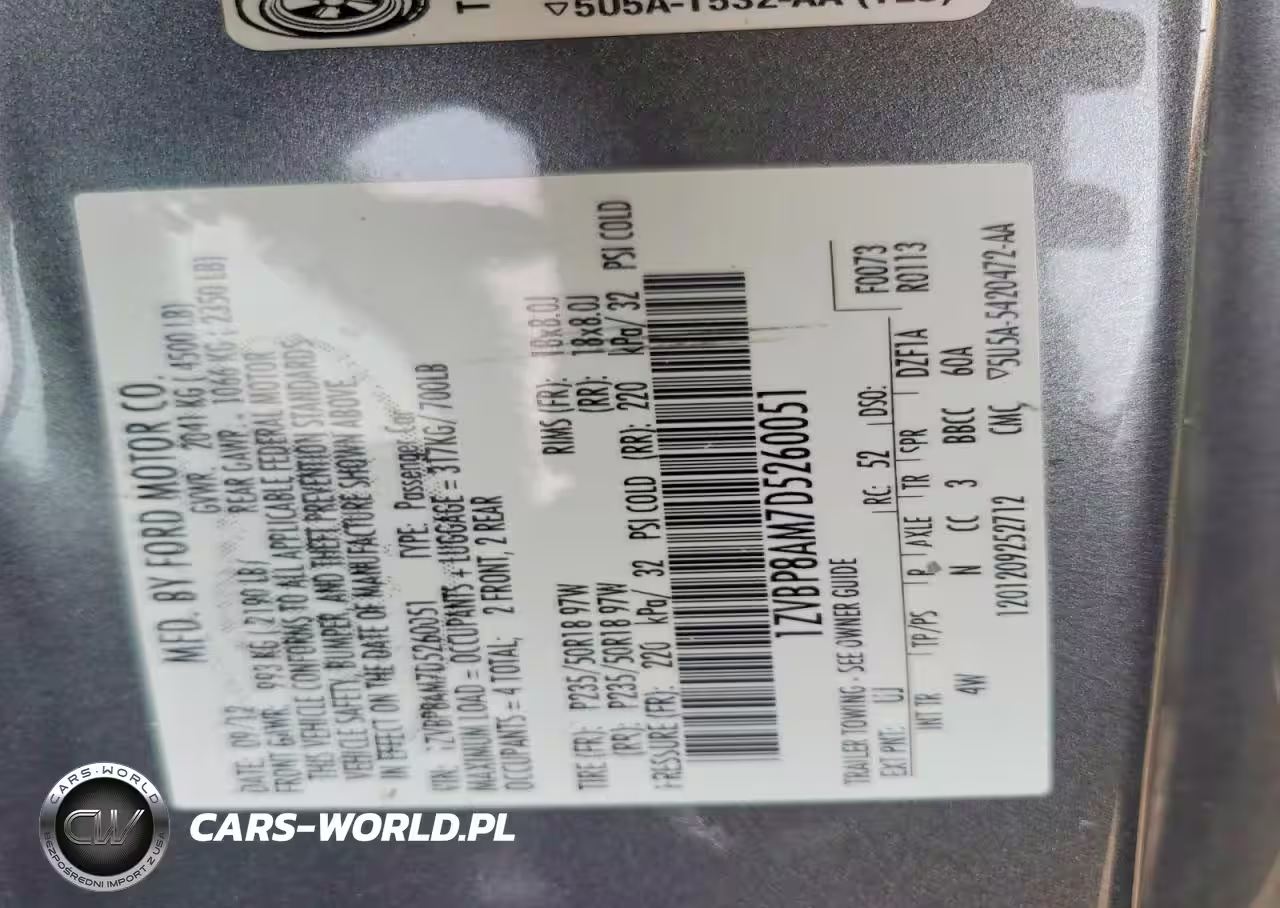 5U5A-1532-AA
MFD. BY FORD MOTOR CO.
DATE: 09/12 GVWR: 2041 KG ( 4500 LB)
FRONT GAWR: 993 KG ( 2180 LB) REAR GAWR: 1066 KG ( 2350 LB)
THIS VEHICLE CONFORMS TO ALL APPLICABLE FEDERAL MOTOR
VEHICLE SAFETY, BUMPER, AND THEFT PREVENTION STANDARDS
IN EFFECT ON THE DATE OF MANUFACTURE SHOWN ABOVE.
VIN: 1ZVBP8AM7D5260051 TYPE: Passenger Car
MAXIMUM LOAD = OCCUPANTS + LUGGAGE = 317KG/ 700LB
OCCUPANTS = 4 TOTAL; 2 FRONT, 2 REAR
TIRE (FR): P235/50R18 97W RIMS (FR): 18x8.0J
(RR): P235/50R18 97W (RR): 18x8.0J
PRESSURE (FR): 220 kPa/ 32 PSI COLD (RR): 220 kPa/ 32 PSI COLD
1ZVBP8AM7D5260051
TRAILER TOWING - SEE OWNER GUIDE F0073
EXT PNT: UJ RC: 52 DSO: R0113
INT TR TP/PS R AXLE TR SPR DZF1A
4W N CC 3 BBCC 60A
1201209252712 CMC ▽5U5A-5420472-AA
CARS-WORLD
CW
BEZPOŚREDNI IMPORT Z USA
CARS-WORLD.PL